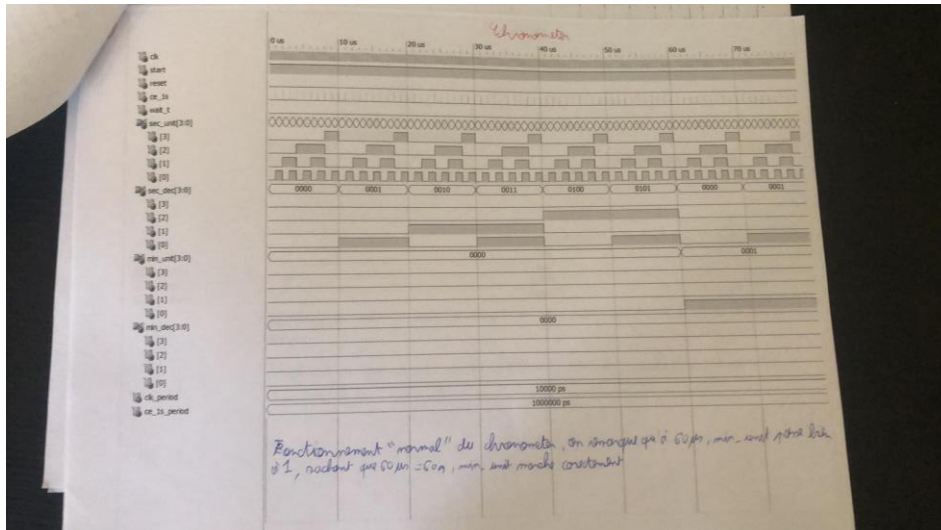 Chronometer
0 us 10 us 20 us 30 us 40 us 50 us 60 us 70 us
clk
start
reset
ce_1s
wait_t
sec_unit[3:0]
[3]
[2]
[1]
[0]
sec_dec[3:0] 0000 0001 0010 0011 0100 0101 0000 0001
[3]
[2]
[1]
[0]
min_unit[3:0] 0000 0001
[3]
[2]
[1]
[0]
min_dec[3:0] 0000
[3]
[2]
[1]
[0]
clk_period 10000 ps
ce_1s_period 1000000 ps
Fonctionnement "normal" du chronometer, on remarque qu'à 60 µs, min_unit passe bien
à 1, sachant que 60 µs = 60s, min_unit marche correctement